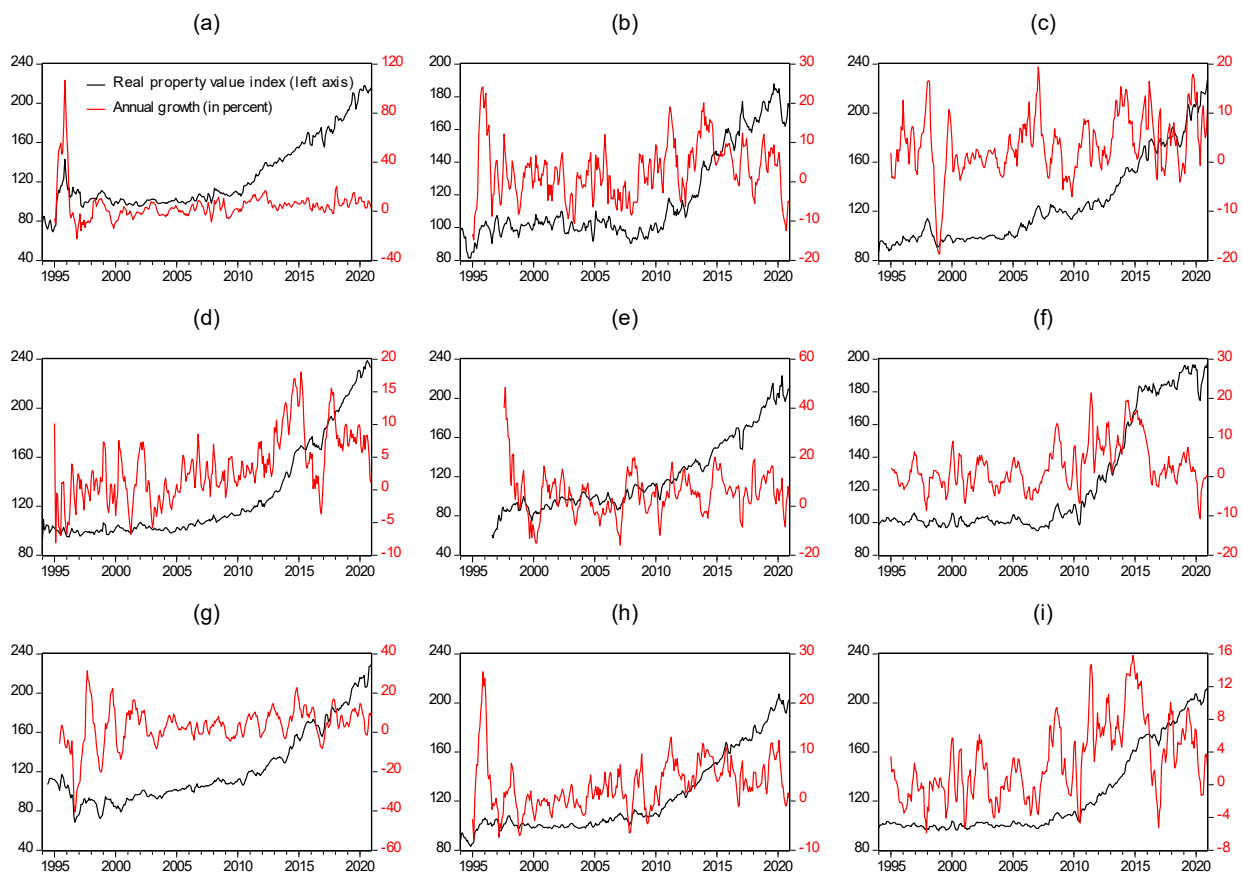 (a) (b) (c)
240 120 200 30 240 20
Real property value index (left axis)
Annual growth (in percent)
200 80 180 20 200 10
160 40 160 10 160 0
140 0
120 0 120 -10 120 -10
80 -40 100 -20 80 -20
40 80
1995 2000 2005 2010 2015 2020 1995 2000 2005 2010 2015 2020 1995 2000 2005 2010 2015 2020
(d) (e) (f)
240 20 240 60 200 30
200 15 200 40 180 20
160 10 160 20 160 10
5 140
120 0 120 0 120 0
-5 80 100 -10
80 -10 40 -20 80 -20
1995 2000 2005 2010 2015 2020 1995 2000 2005 2010 2015 2020 1995 2000 2005 2010 2015 2020
(g) (h) (i)
240 40 240 30 240 16
200 20 200 20 200 12
160 0 160 10 160 8
-20 4
120 -40 120 0 120 0
80 -60 80 -10 80 -4
40 -8
1995 2000 2005 2010 2015 2020 1995 2000 2005 2010 2015 2020 1995 2000 2005 2010 2015 2020